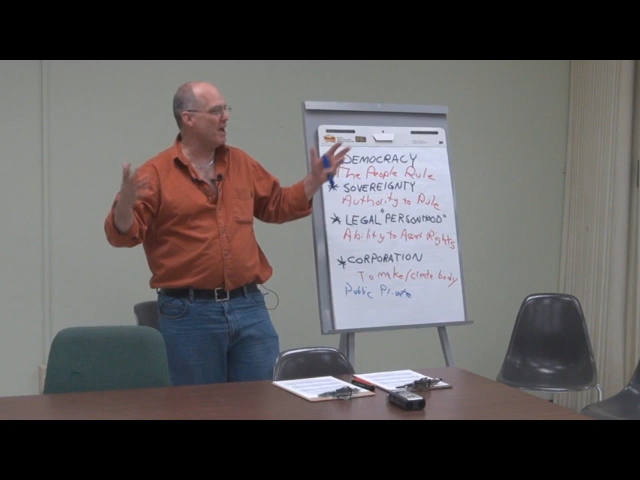 DEMOCRACY
The People Rule
* SOVEREIGNTY
Authority to Rule
* LEGAL "PERSONHOOD"
Ability to Assert Rights
* CORPORATION
To make/create body
Public Private